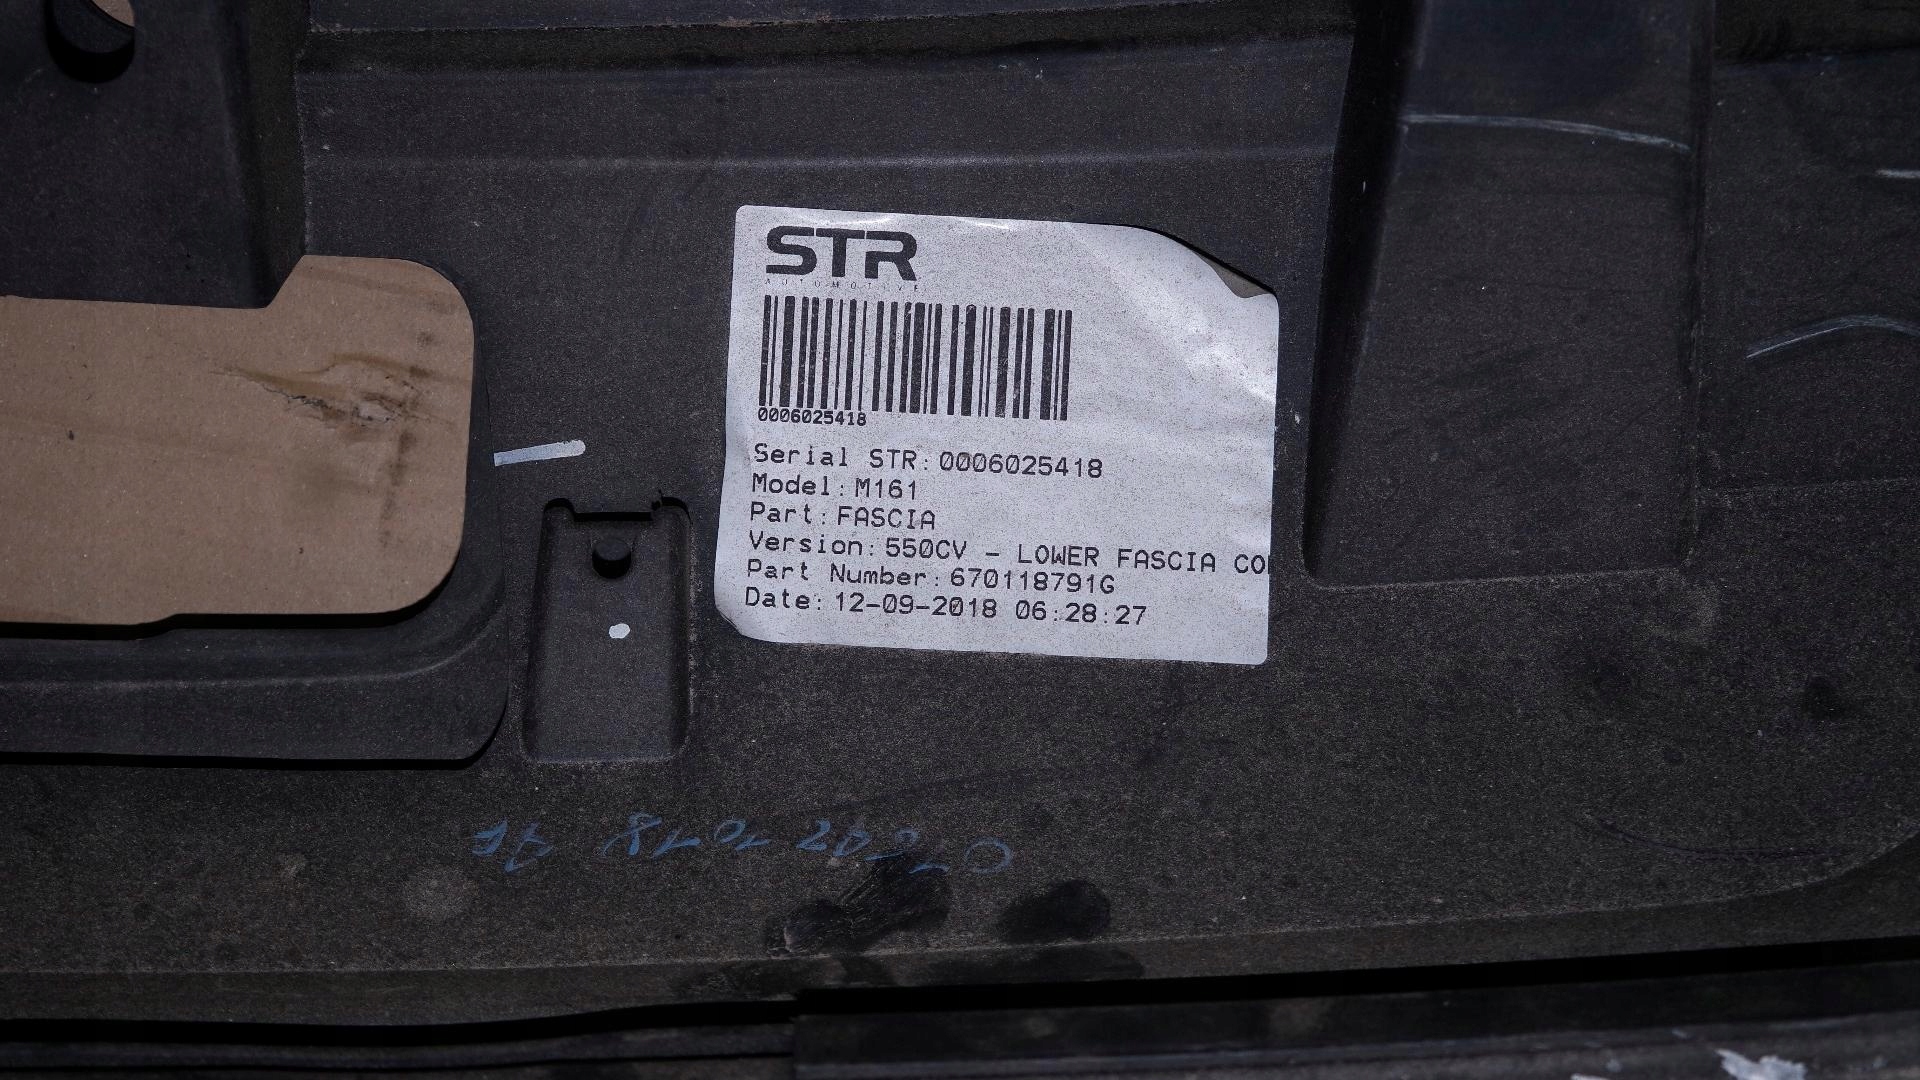 STR
AUTOMOTIVE
0006025418
Serial STR: 0006025418
Model: M161
Part: FASCIA
Version: 550CV - LOWER FASCIA CO
Part Number: 670118791G
Date: 12-09-2018 06:28:27